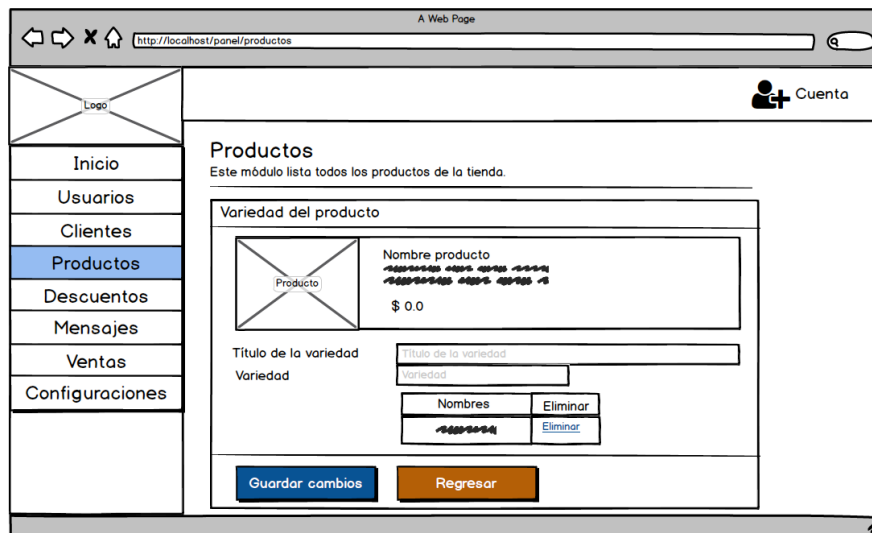 A Web Page
http://localhost/panel/productos
Logo
Cuenta
Inicio
Usuarios
Clientes
Productos
Descuentos
Mensajes
Ventas
Configuraciones
Productos
Este módulo lista todos los productos de la tienda.
Variedad del producto
Producto
Nombre producto
$ 0.0
Título de la variedad
Título de la variedad
Variedad
Variedad
Nombres
Eliminar
Eliminar
Guardar cambios
Regresar